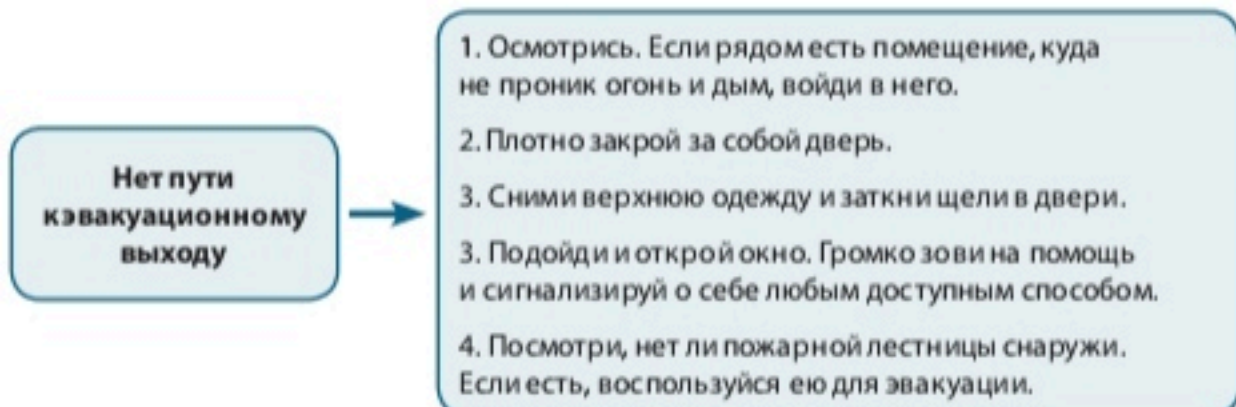 Нет пути
кэвакуационному
выходу
1. Осмотрись. Если рядом есть помещение, куда
не проник огонь и дым, войди в него.
2. Плотно закрой за собой дверь.
3. Сними верхнюю одежду и заткни щели в двери.
3. Подойди и открой окно. Громко зови на помощь
и сигнализируй о себе любым доступным способом.
4. Посмотри, нет ли пожарной лестницы снаружи.
Если есть, воспользуйся ею для эвакуации.